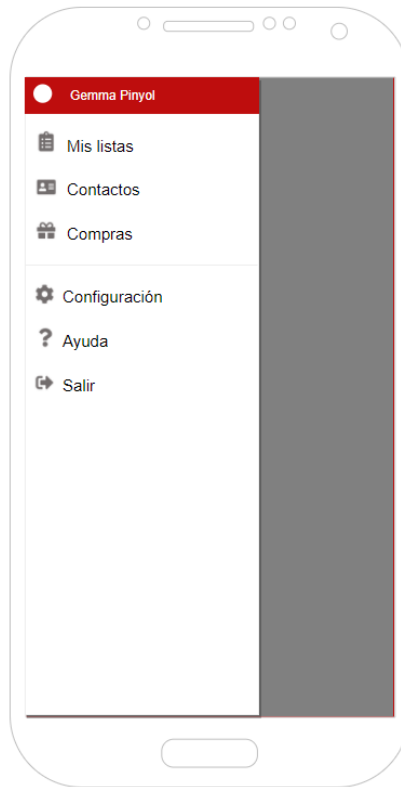 Gemma Pinyol
Mis listas
Contactos
Compras
Configuración
Ayuda
Salir